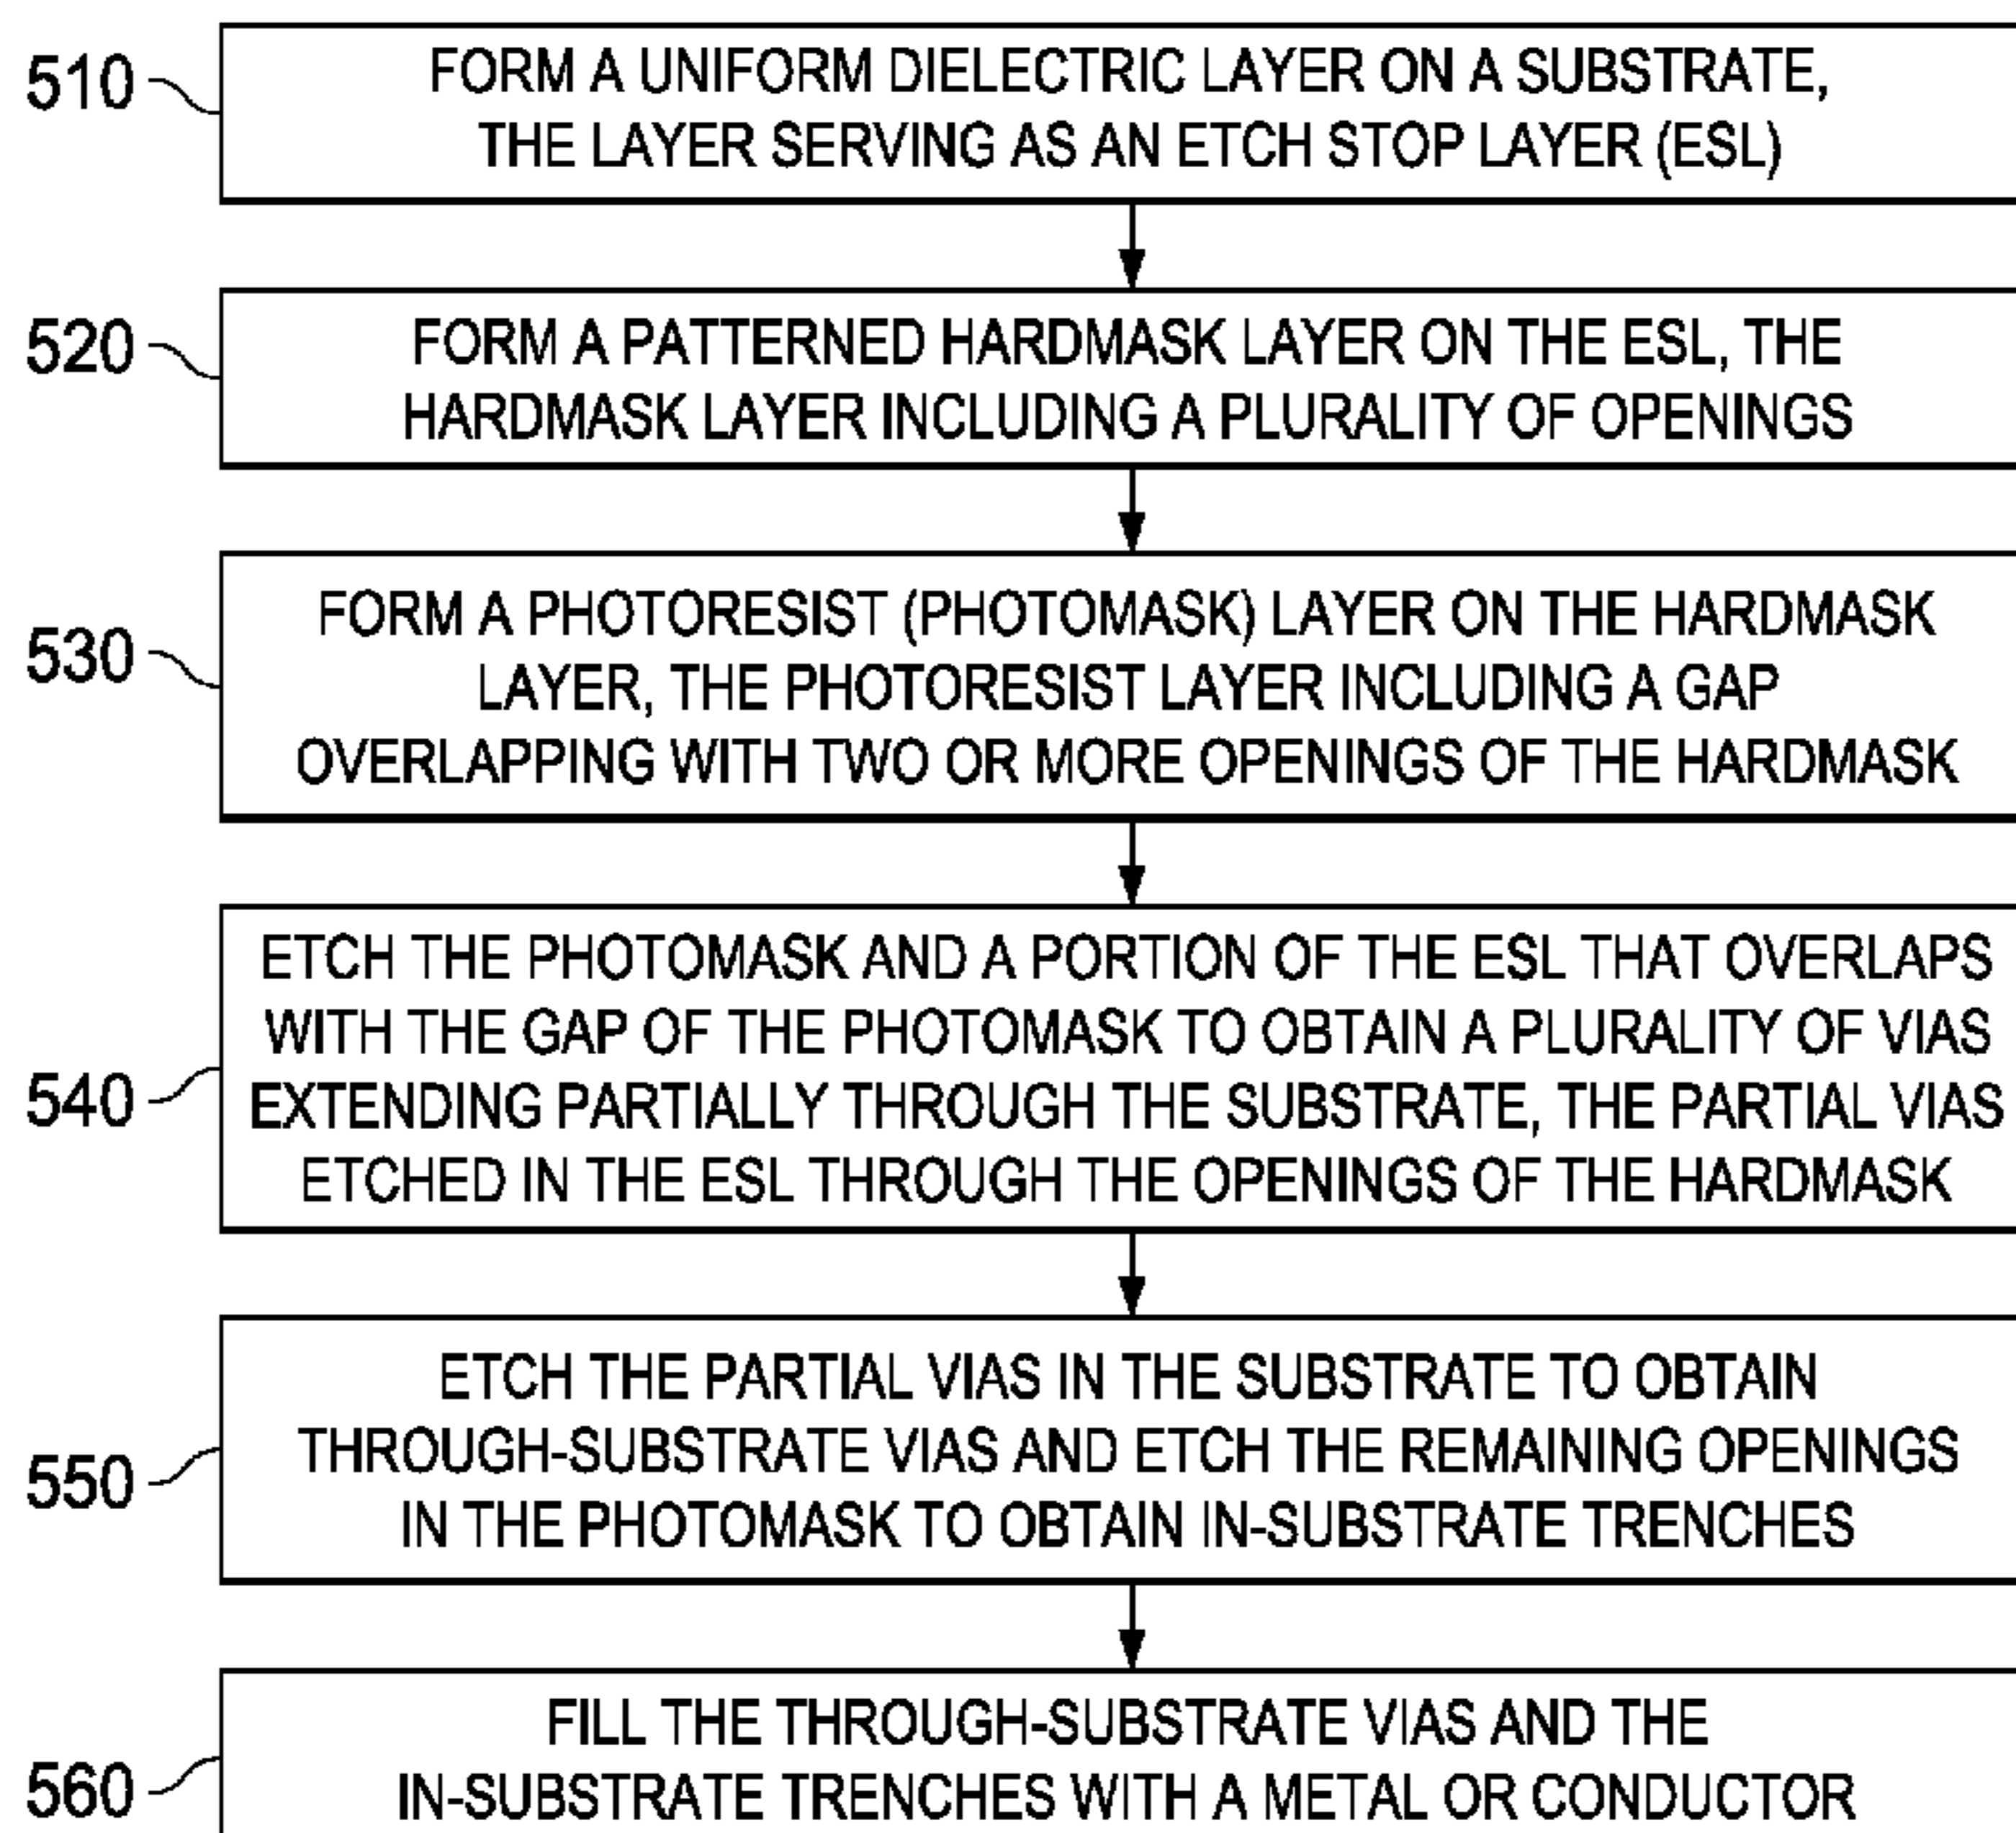 510
FORM A UNIFORM DIELECTRIC LAYER ON A SUBSTRATE,
THE LAYER SERVING AS AN ETCH STOP LAYER (ESL)
520
FORM A PATTERNED HARDMASK LAYER ON THE ESL, THE
HARDMASK LAYER INCLUDING A PLURALITY OF OPENINGS
530
FORM A PHOTORESIST (PHOTOMASK) LAYER ON THE HARDMASK
LAYER, THE PHOTORESIST LAYER INCLUDING A GAP
OVERLAPPING WITH TWO OR MORE OPENINGS OF THE HARDMASK
540
ETCH THE PHOTOMASK AND A PORTION OF THE ESL THAT OVERLAPS
WITH THE GAP OF THE PHOTOMASK TO OBTAIN A PLURALITY OF VIAS
EXTENDING PARTIALLY THROUGH THE SUBSTRATE, THE PARTIAL VIAS
ETCHED IN THE ESL THROUGH THE OPENINGS OF THE HARDMASK
550
ETCH THE PARTIAL VIAS IN THE SUBSTRATE TO OBTAIN
THROUGH-SUBSTRATE VIAS AND ETCH THE REMAINING OPENINGS
IN THE PHOTOMASK TO OBTAIN IN-SUBSTRATE TRENCHES
560
FILL THE THROUGH-SUBSTRATE VIAS AND THE
IN-SUBSTRATE TRENCHES WITH A METAL OR CONDUCTOR